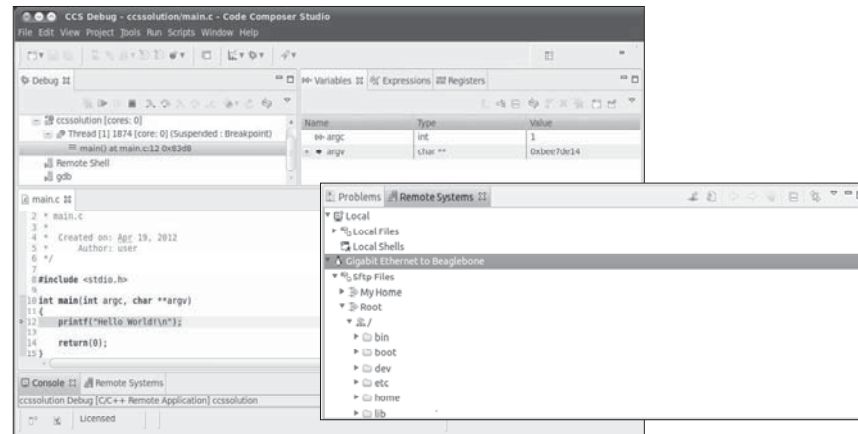 CCS Debug - ccssolution/main.c - Code Composer Studio
File Edit View Project Tools Run Scripts Window Help
Debug
Variables Expressions Registers
ccssolution [cores: 0]
Thread [1] 1874 [core: 0] (Suspended : Breakpoint)
main() at main.c:12 0x83d8
Remote Shell
gdb
Name Type Value
argc int 1
argv char ** 0xbee7de14
main.c
2 * main.c
3 *
4 * Created on: Apr 19, 2012
5 * Author: user
6 */
7
8 #include <stdio.h>
9
10 int main(int argc, char **argv)
11 {
12 printf("Hello World!\n");
13
14 return(0);
15 }
Console Remote Systems
ccssolution Debug [C/C++ Remote Application] ccssolution
Licensed
Problems Remote Systems
Local
Local Files
Local Shells
Gigabit Ethernet to Beaglebone
Sftp Files
My Home
Root
/
bin
boot
dev
etc
home
lib